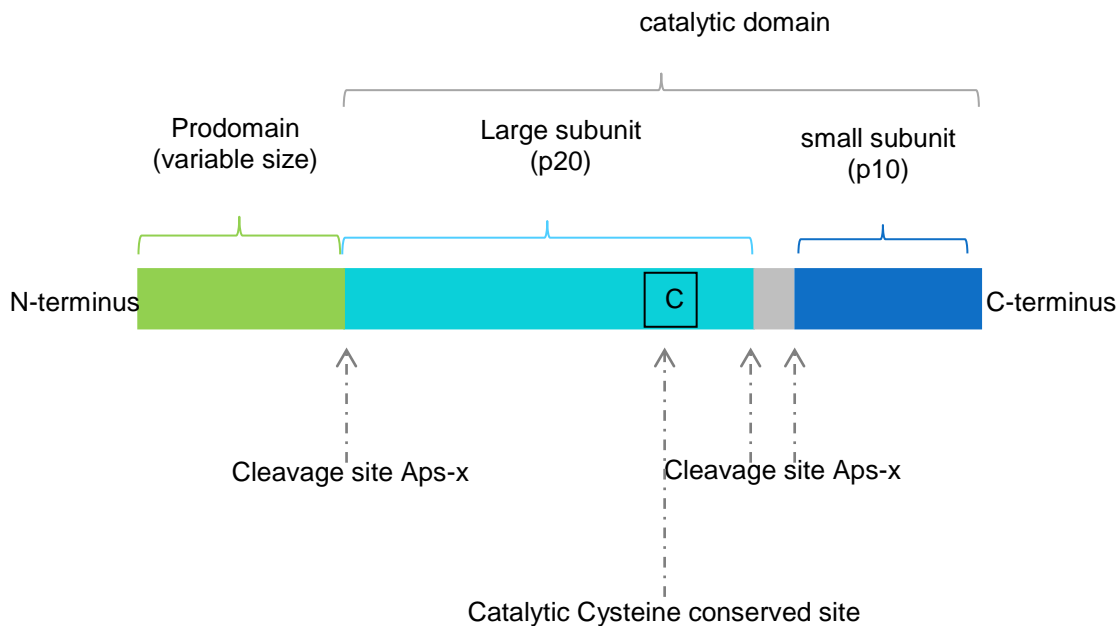 catalytic domain
Prodomain
(variable size)
Large subunit
(p20)
small subunit
(p10)
N-terminus
C
C-terminus
Cleavage site Aps-x
Cleavage site Aps-x
Catalytic Cysteine conserved site